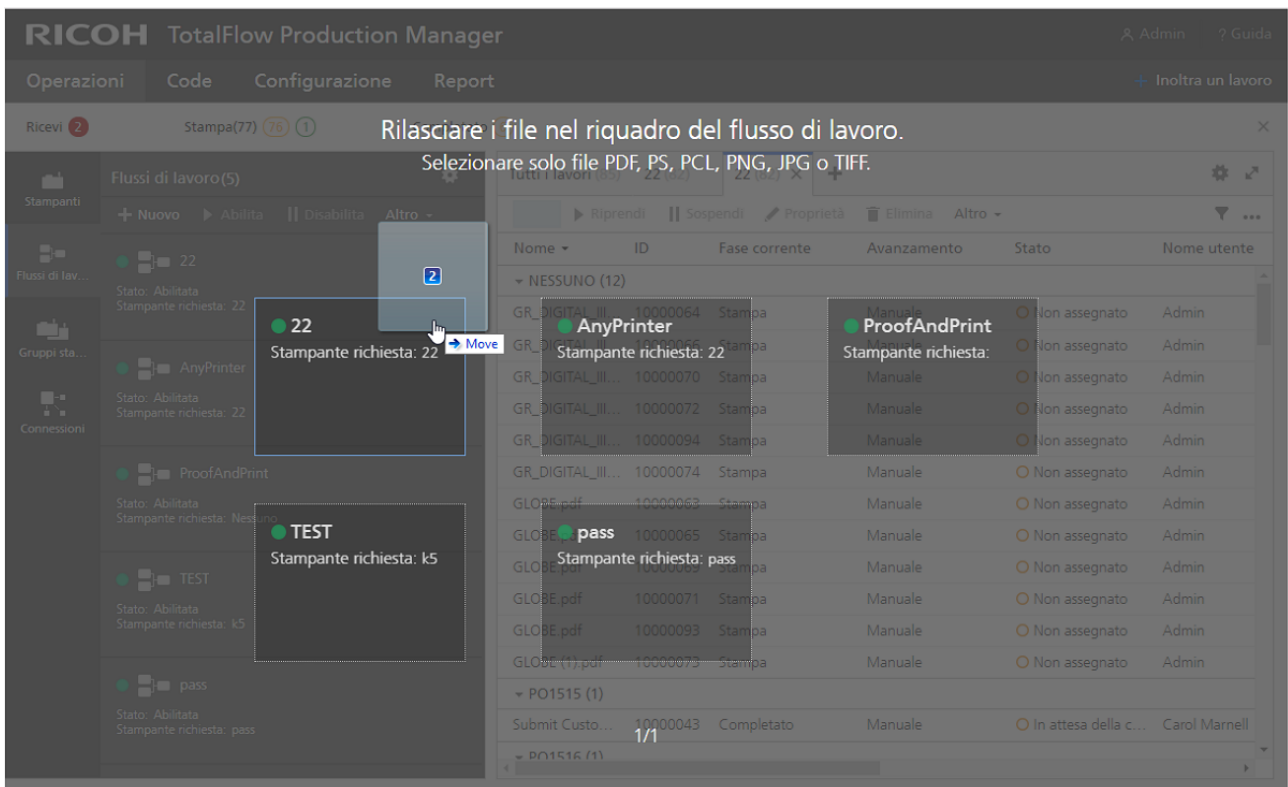 RICOH TotalFlow Production Manager
Admin ? Guida
Operazioni Code Configurazione Report + Inoltra un lavoro
Ricevi 2 Stampa(77) 76 1
Rilasciare i file nel riquadro del flusso di lavoro.
Selezionare solo file PDF, PS, PCL, PNG, JPG o TIFF.
Stampanti
Flussi di lav...
Gruppi sta...
Connessioni
Flussi di lavoro(5)
+ Nuovo Abilita Disabilita Altro
22
Stato: Abilitata
Stampante richiesta: 22
AnyPrinter
Stato: Abilitata
Stampante richiesta: 22
ProofAndPrint
Stato: Abilitata
Stampante richiesta: Nessuno
TEST
Stato: Abilitata
Stampante richiesta: k5
pass
Stato: Abilitata
Stampante richiesta: pass
2
Move
22
Stampante richiesta: 22
AnyPrinter
Stampante richiesta: 22
ProofAndPrint
Stampante richiesta:
TEST
Stampante richiesta: k5
pass
Stampante richiesta: pass
1/1
Tutti i lavori 22 22
Riprendi Sospendi Proprietà Elimina Altro
Nome ID Fase corrente Avanzamento Stato Nome utente
NESSUNO (12)
GR_DIGITAL_III... 10000064 Stampa Manuale Non assegnato Admin
GR_DIGITAL_III... 10000066 Stampa Manuale Non assegnato Admin
GR_DIGITAL_III... 10000070 Stampa Manuale Non assegnato Admin
GR_DIGITAL_III... 10000072 Stampa Manuale Non assegnato Admin
GR_DIGITAL_III... 10000094 Stampa Manuale Non assegnato Admin
GR_DIGITAL_III... 10000074 Stampa Manuale Non assegnato Admin
GLOBE.pdf 10000063 Stampa Manuale Non assegnato Admin
GLOBE.pdf 10000065 Stampa Manuale Non assegnato Admin
GLOBE.pdf 10000069 Stampa Manuale Non assegnato Admin
GLOBE.pdf 10000071 Stampa Manuale Non assegnato Admin
GLOBE.pdf 10000093 Stampa Manuale Non assegnato Admin
GLOBE (1).pdf 10000073 Stampa Manuale Non assegnato Admin
PO1515 (1)
Submit Custo... 10000043 Completato Manuale In attesa della c... Carol Marnell
PO1516 (1)